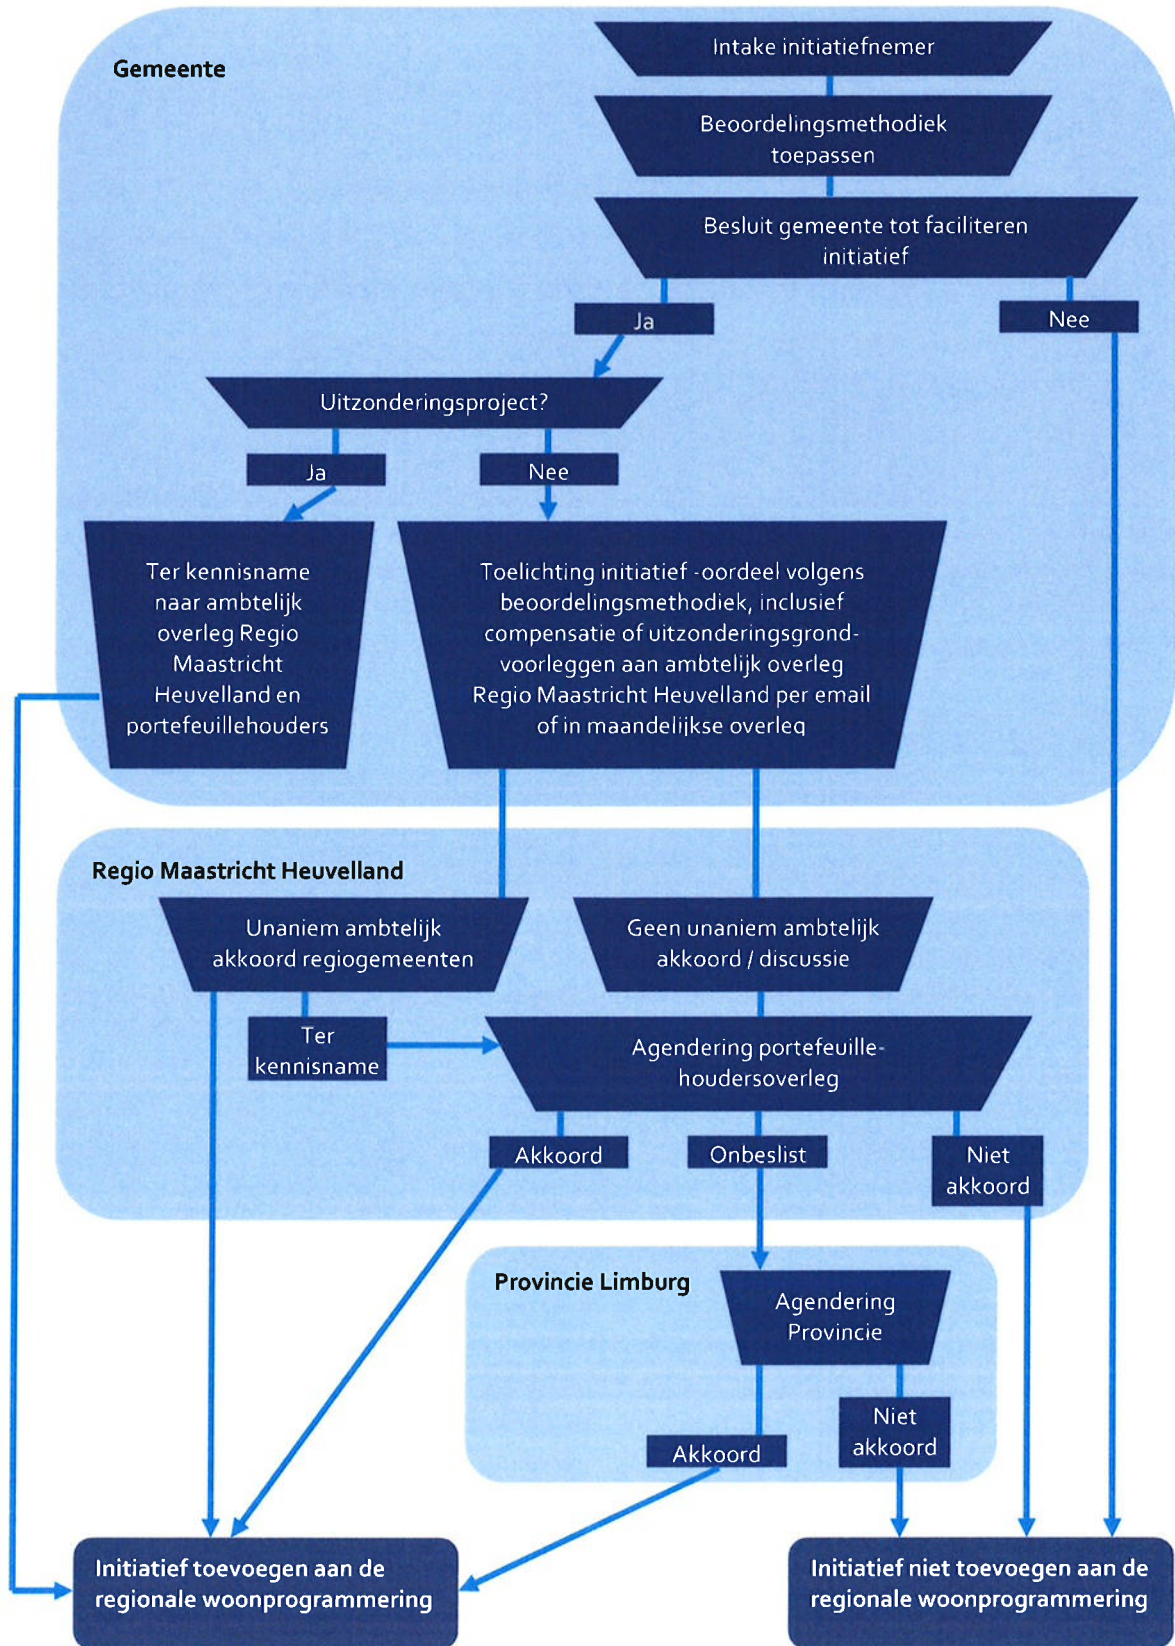 Gemeente
Intake initiatiefnemer
Beoordelingsmethodiek
toepassen
Besluit gemeente tot faciliteren
initiatief
Ja
Nee
Uitzonderingsproject?
Ja
Nee
Ter kennisname
naar ambtelijk
overleg Regio
Maastricht
Heuvelland en
portefeuillehouders
Toelichting initiatief -oordeel volgens
beoordelingsmethodiek, inclusief
compensatie of uitzonderingsgrond-
voorleggen aan ambtelijk overleg
Regio Maastricht Heuvelland per email
of in maandelijkse overleg
Regio Maastricht Heuvelland
Unaniem ambtelijk
akkoord regiogemeenten
Geen unaniem ambtelijk
akkoord / discussie
Ter
kennisname
Agendering portefeuille-
houdersoverleg
Akkoord
Onbeslist
Niet
akkoord
Provincie Limburg
Agendering
Provincie
Akkoord
Niet
akkoord
Initiatief toevoegen aan de
regionale woonprogrammering
Initiatief niet toevoegen aan de
regionale woonprogrammering